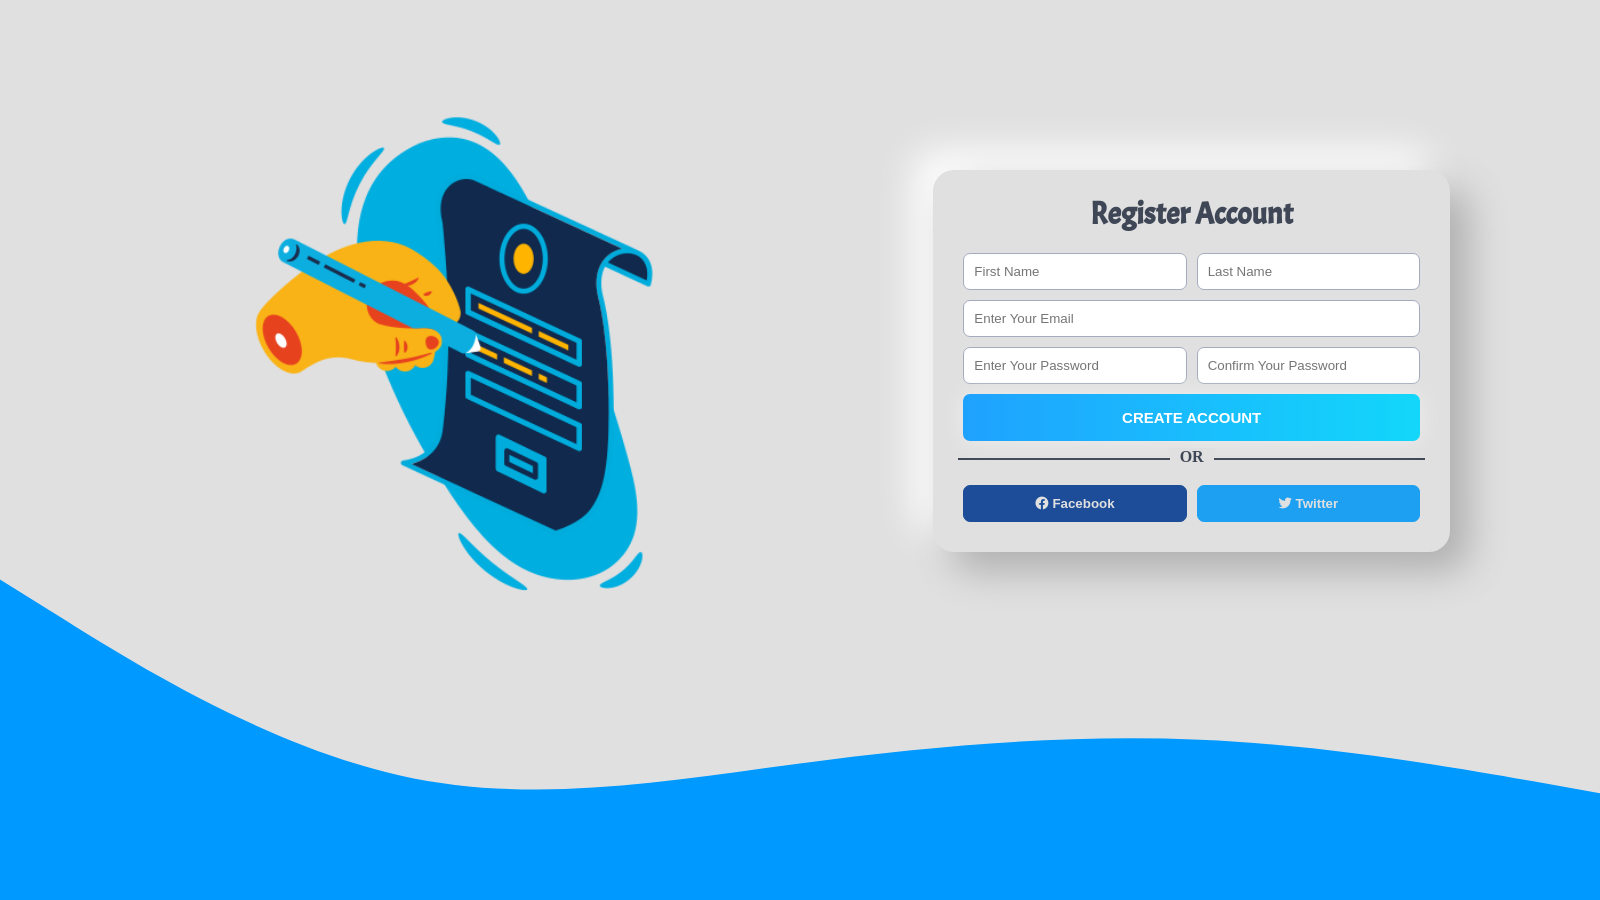 Register Account
First Name Last Name
Enter Your Email
Enter Your Password Confirm Your Password
CREATE ACCOUNT
OR
Facebook Twitter